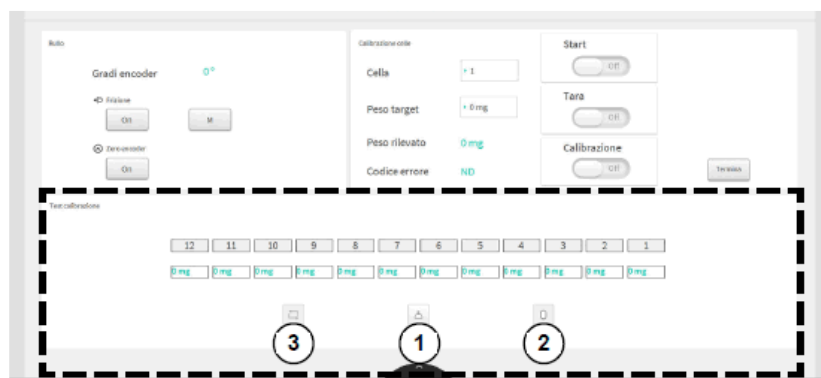 Rullo
Gradi encoder 0°
Frizione
On M
Zero encoder
On
Calibrazione celle
Cella 1
Peso target 0 mg
Peso rilevato 0 mg
Codice errore ND
Start
Off
Tara
Off
Calibrazione
Off
Termina
Test calibrazione
12 11 10 9 8 7 6 5 4 3 2 1
0 mg 0 mg 0 mg 0 mg 0 mg 0 mg 0 mg 0 mg 0 mg 0 mg 0 mg 0 mg
3 1 2